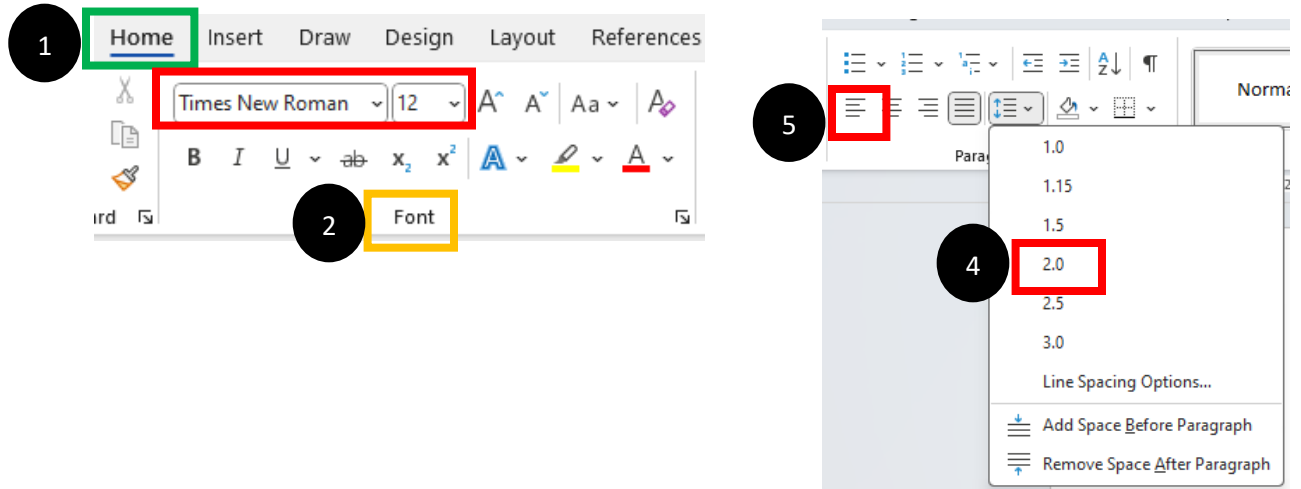 1
Home Insert Draw Design Layout References
Times New Roman 12 Aa
B I U ab x2 x2 A A
2 Font
5
Norma
Para
1.0
1.15
1.5
4 2.0
2.5
3.0
Line Spacing Options...
Add Space Before Paragraph
Remove Space After Paragraph